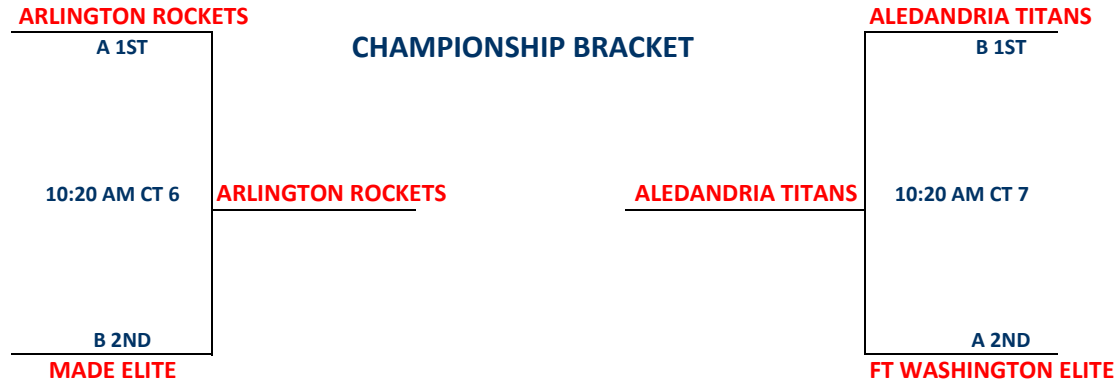 ARLINGTON ROCKETS
ALEDANDRIA TITANS
A 1ST
CHAMPIONSHIP BRACKET
B 1ST
10:20 AM CT 6
ARLINGTON ROCKETS
ALEDANDRIA TITANS
10:20 AM CT 7
B 2ND
A 2ND
MADE ELITE
FT WASHINGTON ELITE